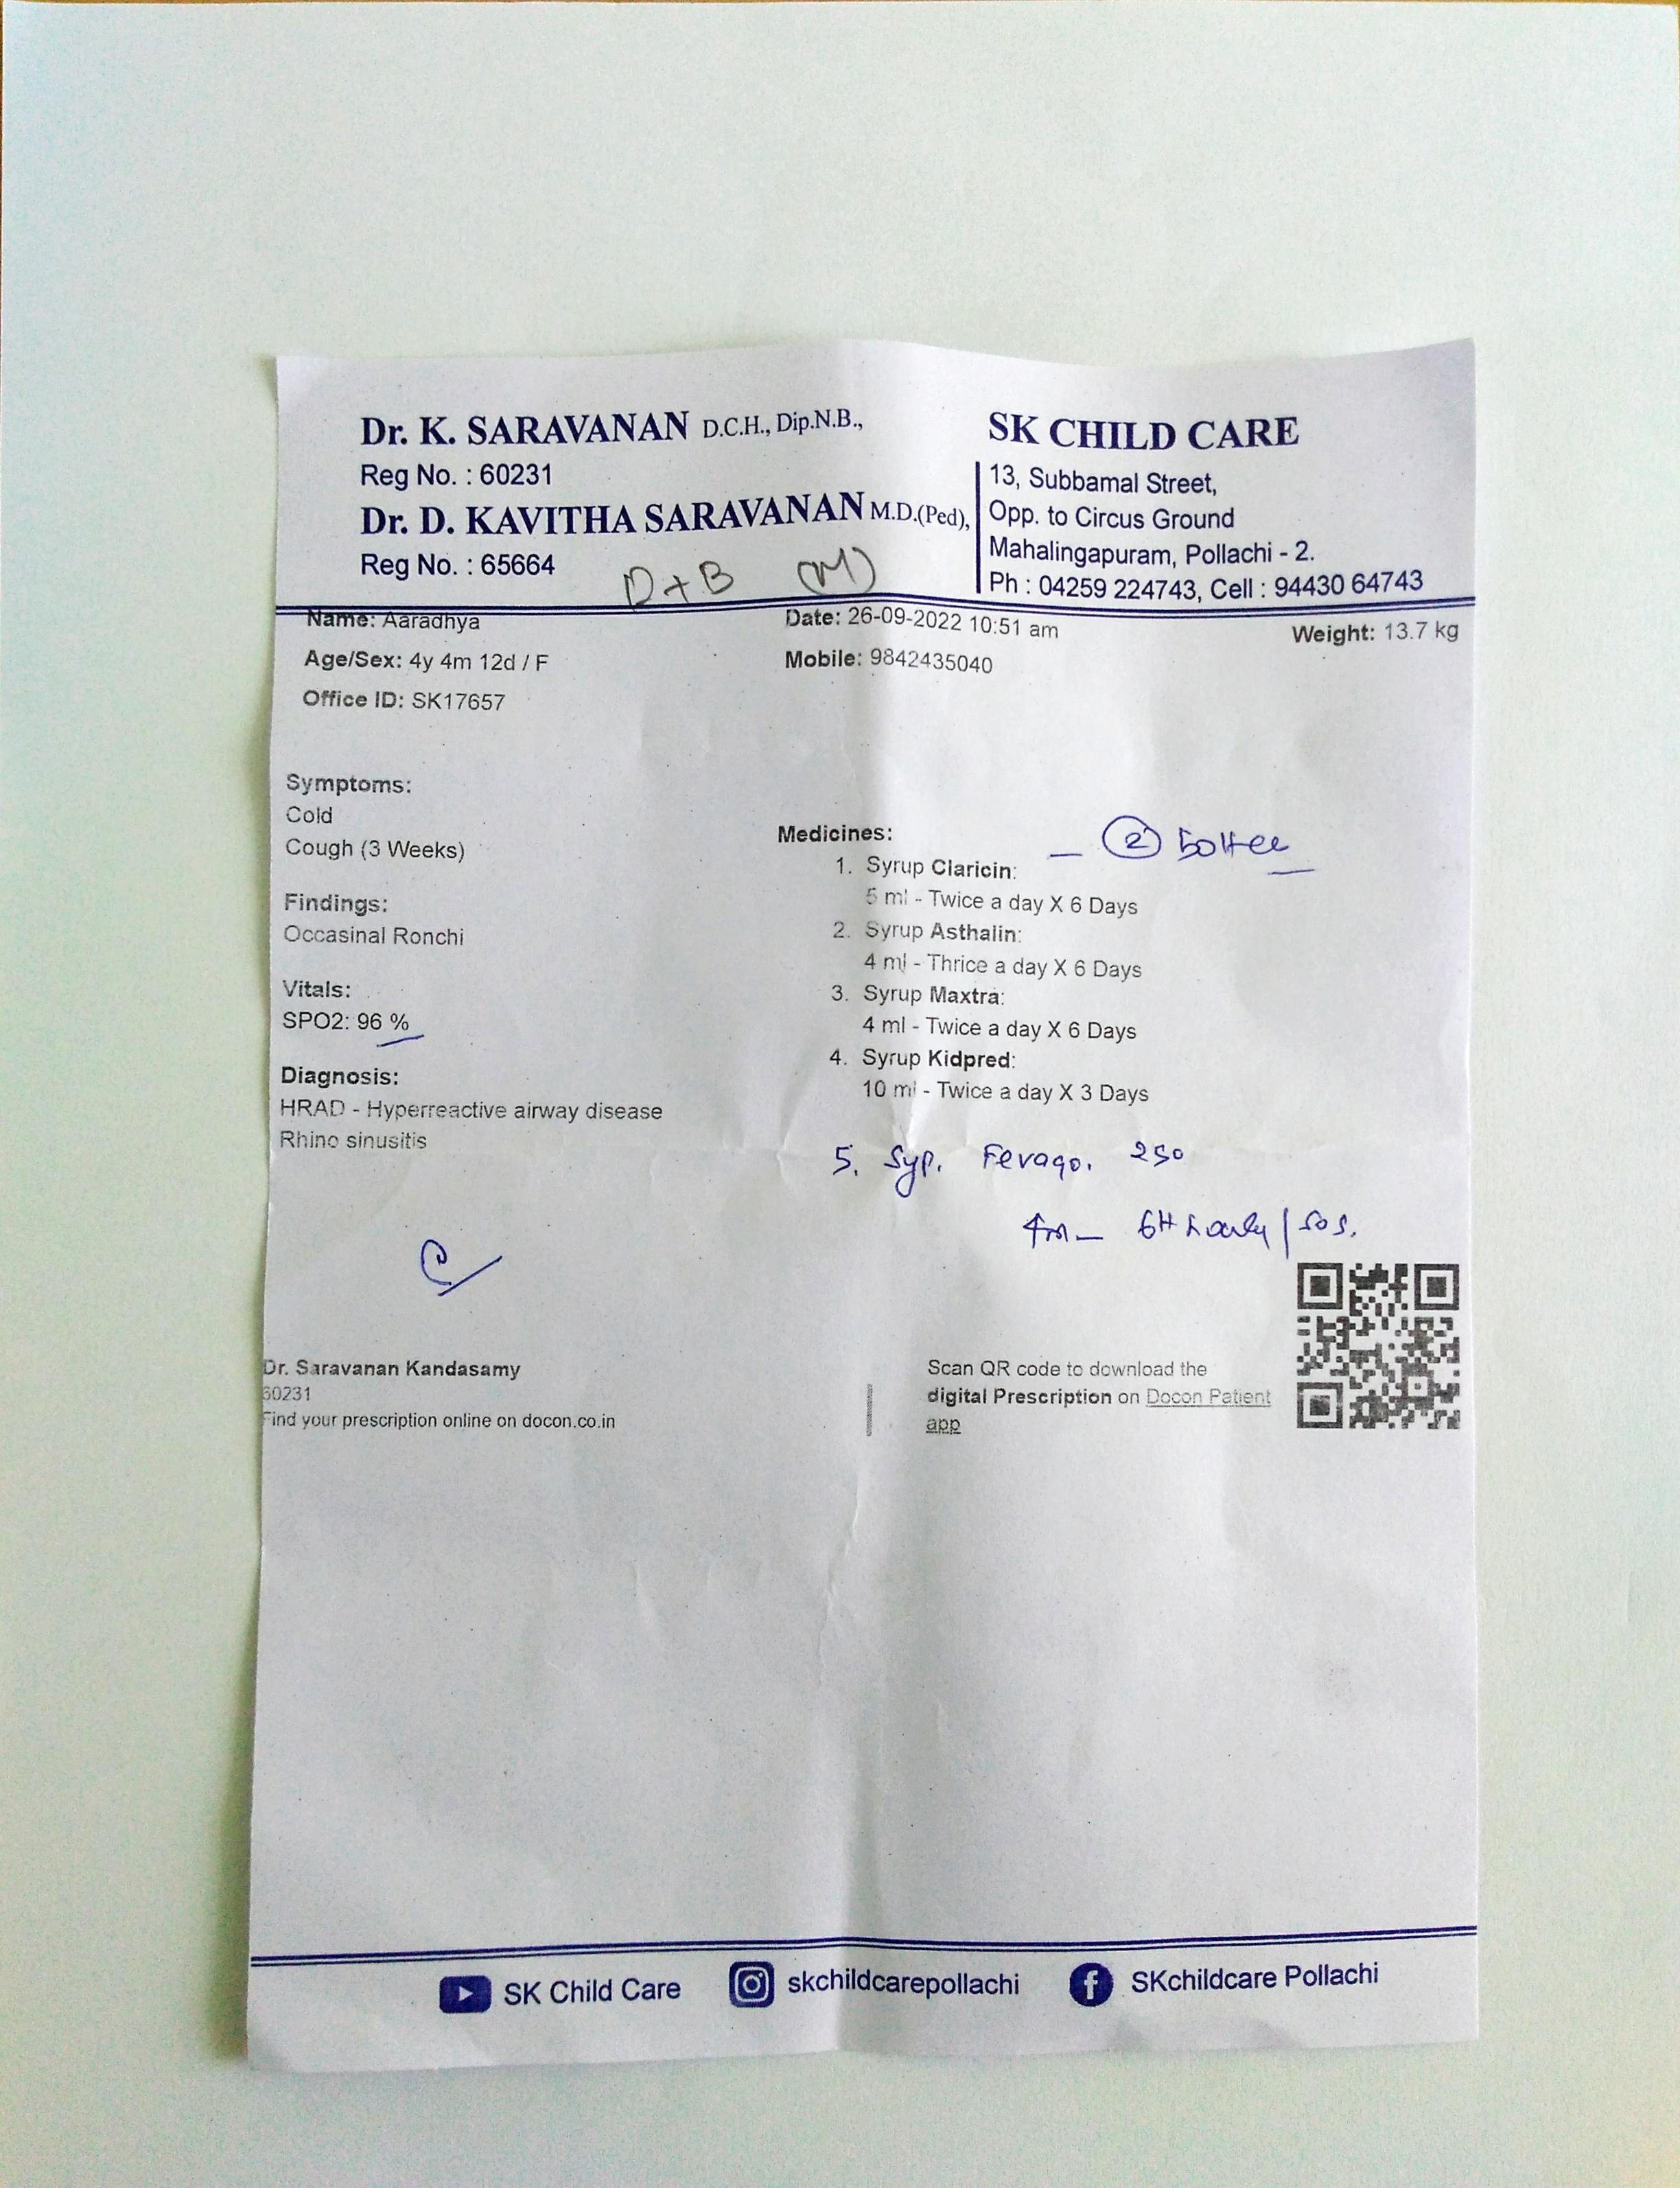 Dr. K. SARAVANAN D.C.H., Dip.N.B.,
Reg No. : 60231
Dr. D. KAVITHA SARAVANAN M.D.(Ped),
Reg No. : 65664
D+B (M)
SK CHILD CARE
13, Subbamal Street,
Opp. to Circus Ground
Mahalingapuram, Pollachi - 2.
Ph : 04259 224743, Cell : 94430 64743
Name: Aaradhya
Age/Sex: 4y 4m 12d / F
Office ID: SK17657
Date: 26-09-2022 10:51 am
Mobile: 9842435040
Weight: 13.7 kg
Symptoms:
Cold
Cough (3 Weeks)
Findings:
Occasinal Ronchi
Vitals:
SPO2: 96 %
Diagnosis:
HRAD - Hyperreactive airway disease
Rhino sinusitis
Medicines:
1. Syrup Claricin: — 2
5 ml - Twice a day X 6 Days
2. Syrup Asthalin:
4 ml - Thrice a day X 6 Days
3. Syrup Maxtra:
4 ml - Twice a day X 6 Days
4. Syrup Kidpred:
10 ml - Twice a day X 3 Days
5. Syp. Fevago. 250
6H hourly / sos.
Dr. Saravanan Kandasamy
60231
Find your prescription online on docon.co.in
Scan QR code to download the
digital Prescription on Docon Patient
app
SK Child Care
skchildcarepollachi
SKchildcare Pollachi